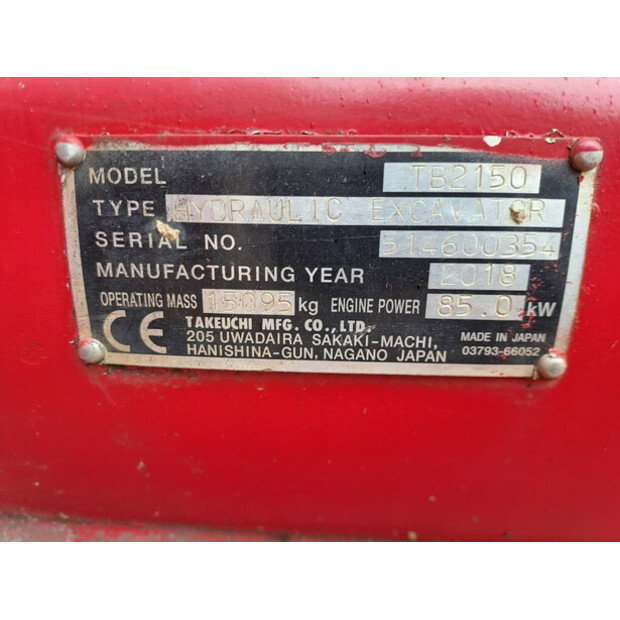 MODEL TB2150
TYPE HYDRAULIC EXCAVATOR
SERIAL NO. 514600354
MANUFACTURING YEAR 2018
OPERATING MASS 15095 kg ENGINE POWER 85.0 kW
CE TAKEUCHI MFG. CO., LTD.
205 UWADAIRA SAKAKI-MACHI, MADE IN JAPAN
HANISHINA-GUN, NAGANO JAPAN 03793-66052